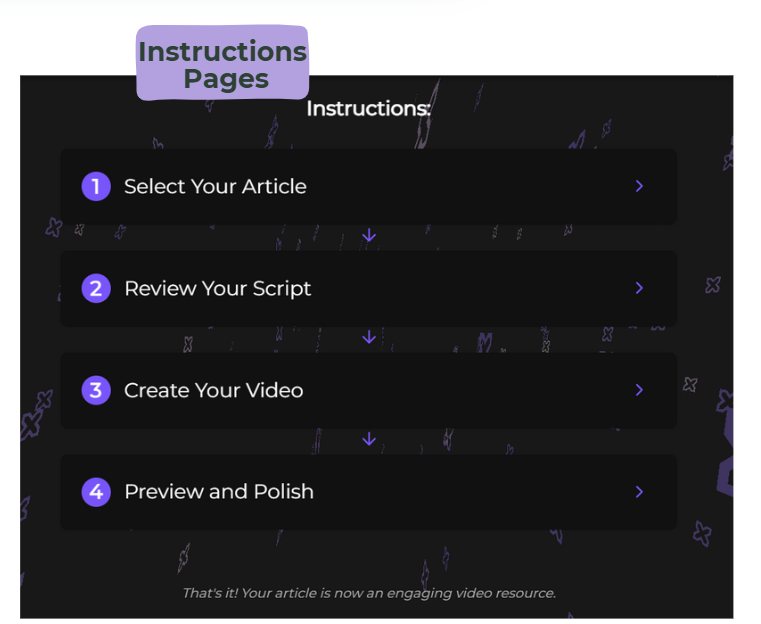 Instructions
Pages
Instructions:
1 Select Your Article
2 Review Your Script
3 Create Your Video
4 Preview and Polish
That's it! Your article is now an engaging video resource.